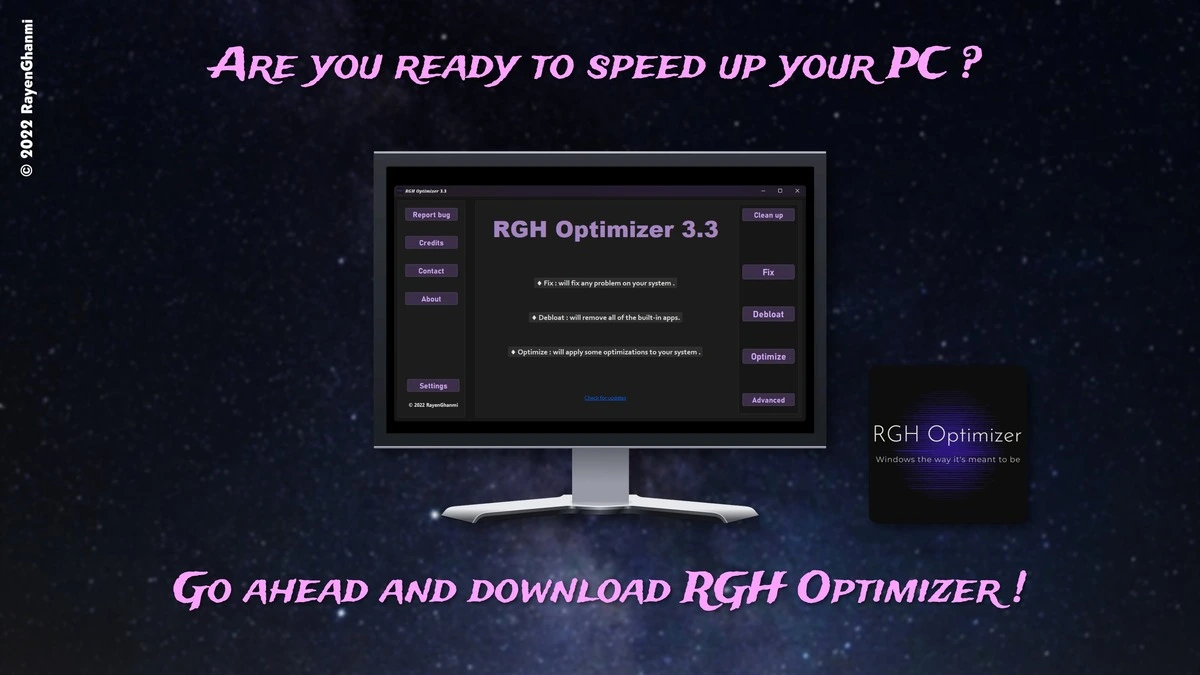 © 2022 RayenGhanmi
Are you ready to speed up your PC ?
RGH Optimizer 3.3
Report bug
Credits
Contact
About
Settings
© 2022 RayenGhanmi
RGH Optimizer 3.3
♦ Fix : will fix any problem on your system .
♦ Debloat : will remove all of the built-in apps.
♦ Optimize : will apply some optimizations to your system .
Check for updates
Clean up
Fix
Debloat
Optimize
Advanced
RGH Optimizer
Windows the way it's meant to be
Go ahead and download RGH Optimizer !